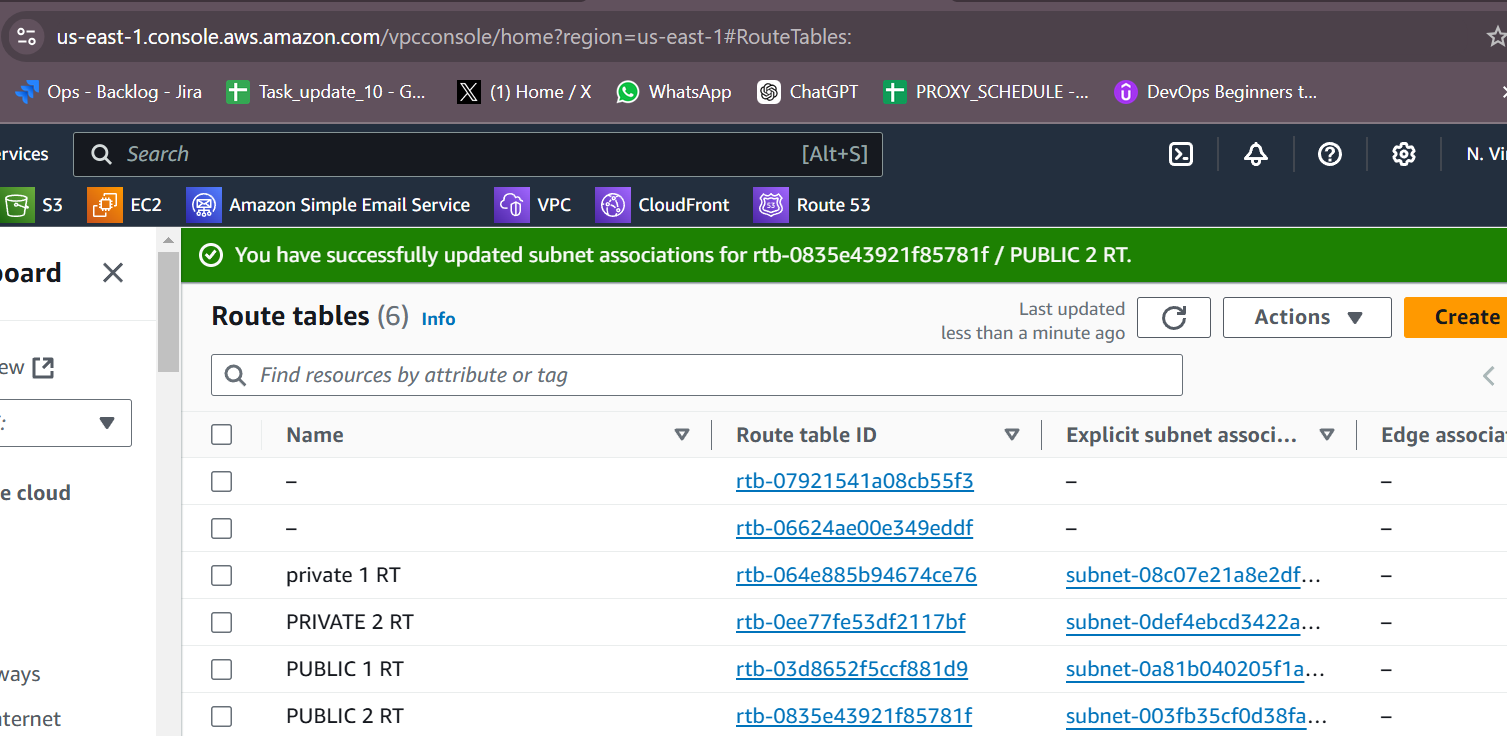 us-east-1.console.aws.amazon.com/vpcconsole/home?region=us-east-1#RouteTables:
Ops - Backlog - Jira Task_update_10 - G... (1) Home / X WhatsApp ChatGPT PROXY_SCHEDULE -... DevOps Beginners t...
ervices Search [Alt+S] N. Vi
S3 EC2 Amazon Simple Email Service VPC CloudFront Route 53
You have successfully updated subnet associations for rtb-0835e43921f85781f / PUBLIC 2 RT.
oard
Route tables (6) Info
Last updated
less than a minute ago
Actions
Create
ew
Find resources by attribute or tag
Name Route table ID Explicit subnet associ... Edge associa
– rtb-07921541a08cb55f3 – –
e cloud
– rtb-06624ae00e349eddf – –
private 1 RT rtb-064e885b94674ce76 subnet-08c07e21a8e2df... –
PRIVATE 2 RT rtb-0ee77fe53df2117bf subnet-0def4ebcd3422a... –
PUBLIC 1 RT rtb-03d8652f5ccf881d9 subnet-0a81b040205f1a... –
ways
PUBLIC 2 RT rtb-0835e43921f85781f subnet-003fb35cf0d38fa... –
nternet